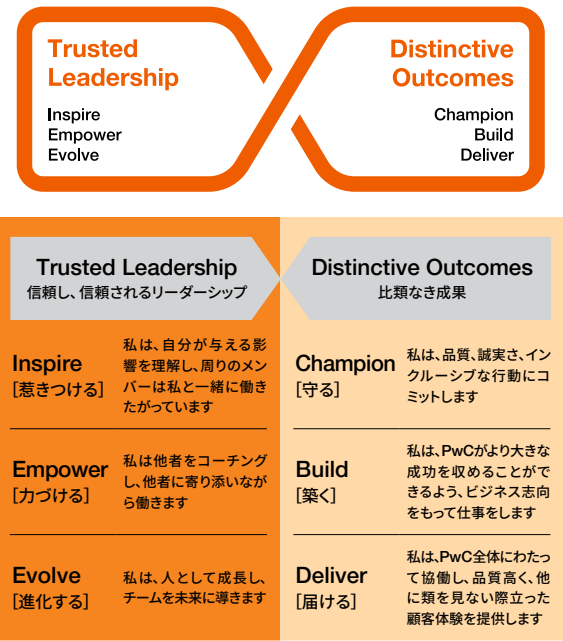 Trusted
Leadership
Inspire
Empower
Evolve
Distinctive
Outcomes
Champion
Build
Deliver
Trusted Leadership
信頼し、信頼されるリーダーシップ
Distinctive Outcomes
比類なき成果
Inspire
[惹きつける]
私は、自分が与える影
響を理解し、周りのメン
バーは私と一緒に働き
たがっています
Champion
[守る]
私は、品質、誠実さ、イン
クルーシブな行動にコ
ミットします
Empower
[力づける]
私は他者をコーチング
し、他者に寄り添いなが
ら働きます
Build
[築く]
私は、PwCがより大きな
成功を収めることがで
きるよう、ビジネス志向
をもって仕事をします
Evolve
[進化する]
私は、人として成長し、
チームを未来に導きます
Deliver
[届ける]
私は、PwC全体にわたっ
て協働し、品質高く、他
に類を見ない際立った
顧客体験を提供します